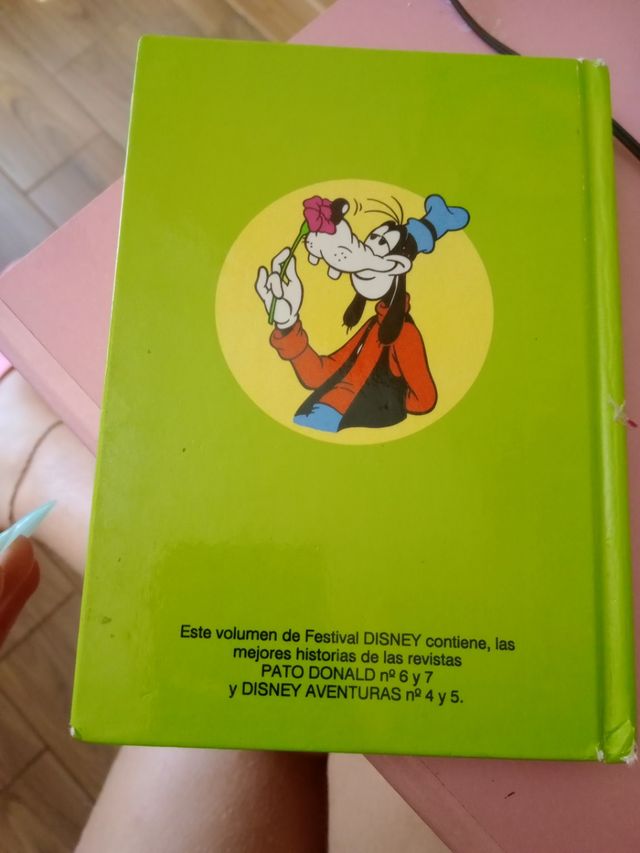 Este volumen de Festival DISNEY contiene, las
mejores historias de las revistas
PATO DONALD nº 6 y 7
y DISNEY AVENTURAS nº 4 y 5.